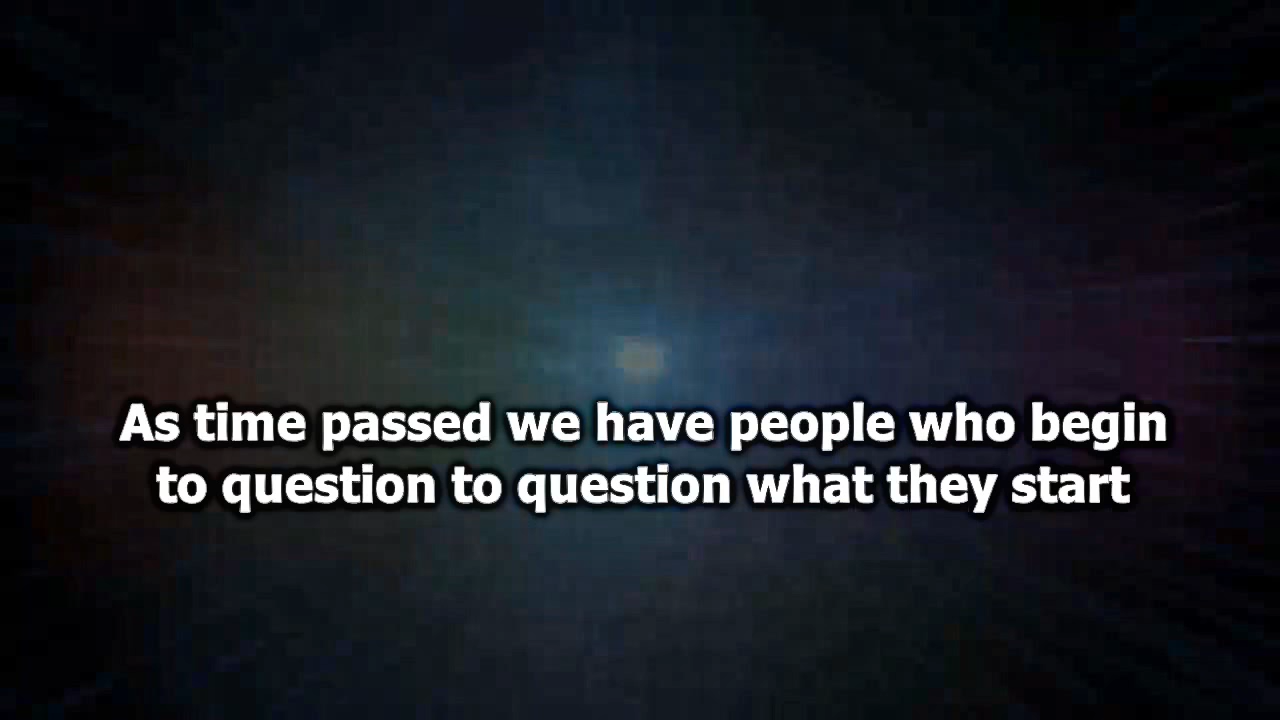 As time passed we have people who begin
to question to question what they start